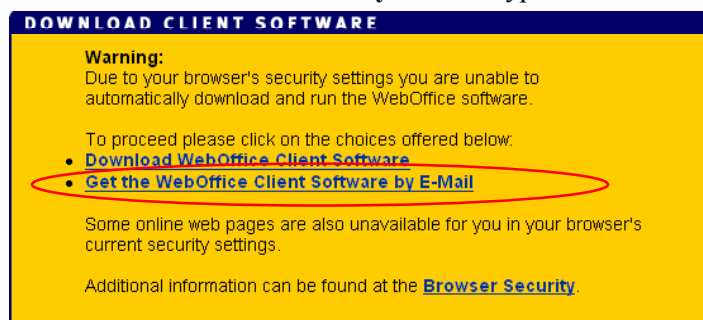 DOWNLOAD CLIENT SOFTWARE
Warning:
Due to your browser's security settings you are unable to
automatically download and run the WebOffice software.
To proceed please click on the choices offered below:
• Download WebOffice Client Software
• Get the WebOffice Client Software by E-Mail
Some online web pages are also unavailable for you in your browser's
current security settings.
Additional information can be found at the Browser Security.